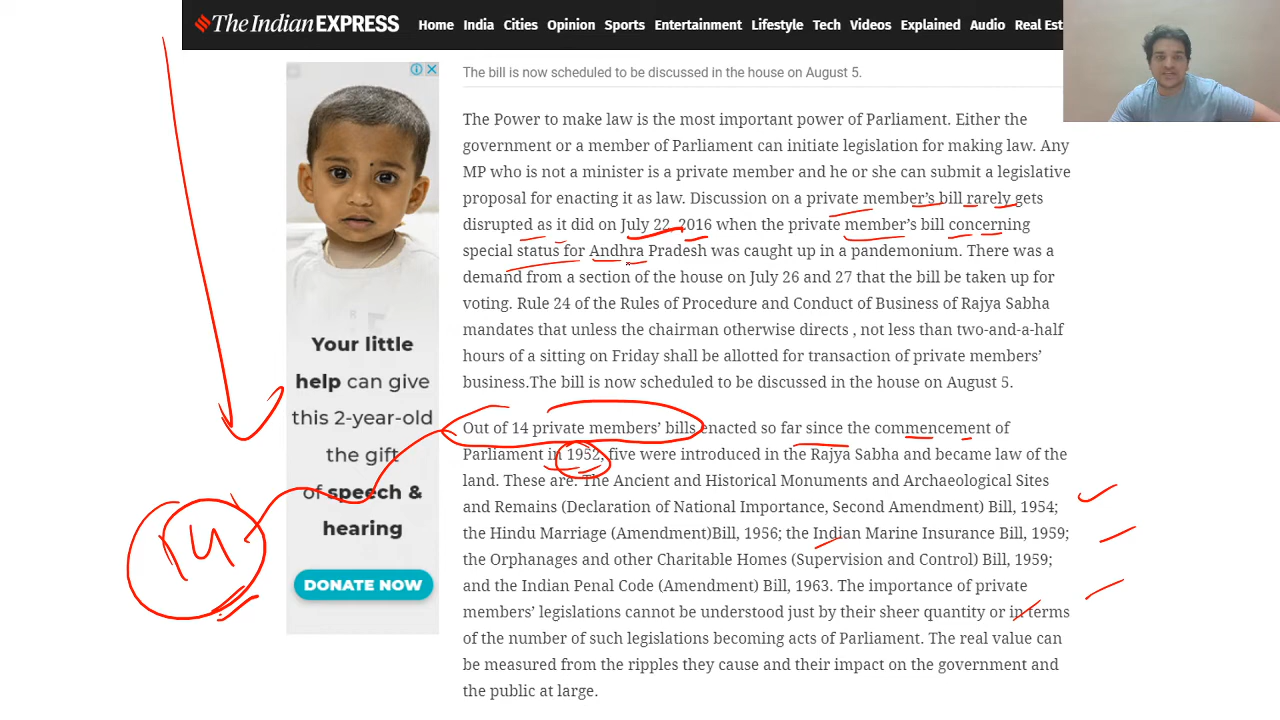 The Indian EXPRESS
Home India Cities Opinion Sports Entertainment Lifestyle Tech Videos Explained Audio Real Est
The bill is now scheduled to be discussed in the house on August 5.
The Power to make law is the most important power of Parliament. Either the
government or a member of Parliament can initiate legislation for making law. Any
MP who is not a minister is a private member and he or she can submit a legislative
proposal for enacting it as law. Discussion on a private member’s bill rarely gets
disrupted as it did on July 22, 2016 when the private member’s bill concerning
special status for Andhra Pradesh was caught up in a pandemonium. There was a
demand from a section of the house on July 26 and 27 that the bill be taken up for
voting. Rule 24 of the Rules of Procedure and Conduct of Business of Rajya Sabha
mandates that unless the chairman otherwise directs , not less than two-and-a-half
hours of a sitting on Friday shall be allotted for transaction of private members’
business.The bill is now scheduled to be discussed in the house on August 5.
Out of 14 private members’ bills enacted so far since the commencement of
Parliament in 1952, five were introduced in the Rajya Sabha and became law of the
land. These are: The Ancient and Historical Monuments and Archaeological Sites
and Remains (Declaration of National Importance, Second Amendment) Bill, 1954;
the Hindu Marriage (Amendment)Bill, 1956; the Indian Marine Insurance Bill, 1959;
the Orphanages and other Charitable Homes (Supervision and Control) Bill, 1959;
and the Indian Penal Code (Amendment) Bill, 1963. The importance of private
members’ legislations cannot be understood just by their sheer quantity or in terms
of the number of such legislations becoming acts of Parliament. The real value can
be measured from the ripples they cause and their impact on the government and
the public at large.
Your little
help can give
this 2-year-old
the gift
of speech &
hearing
DONATE NOW
14